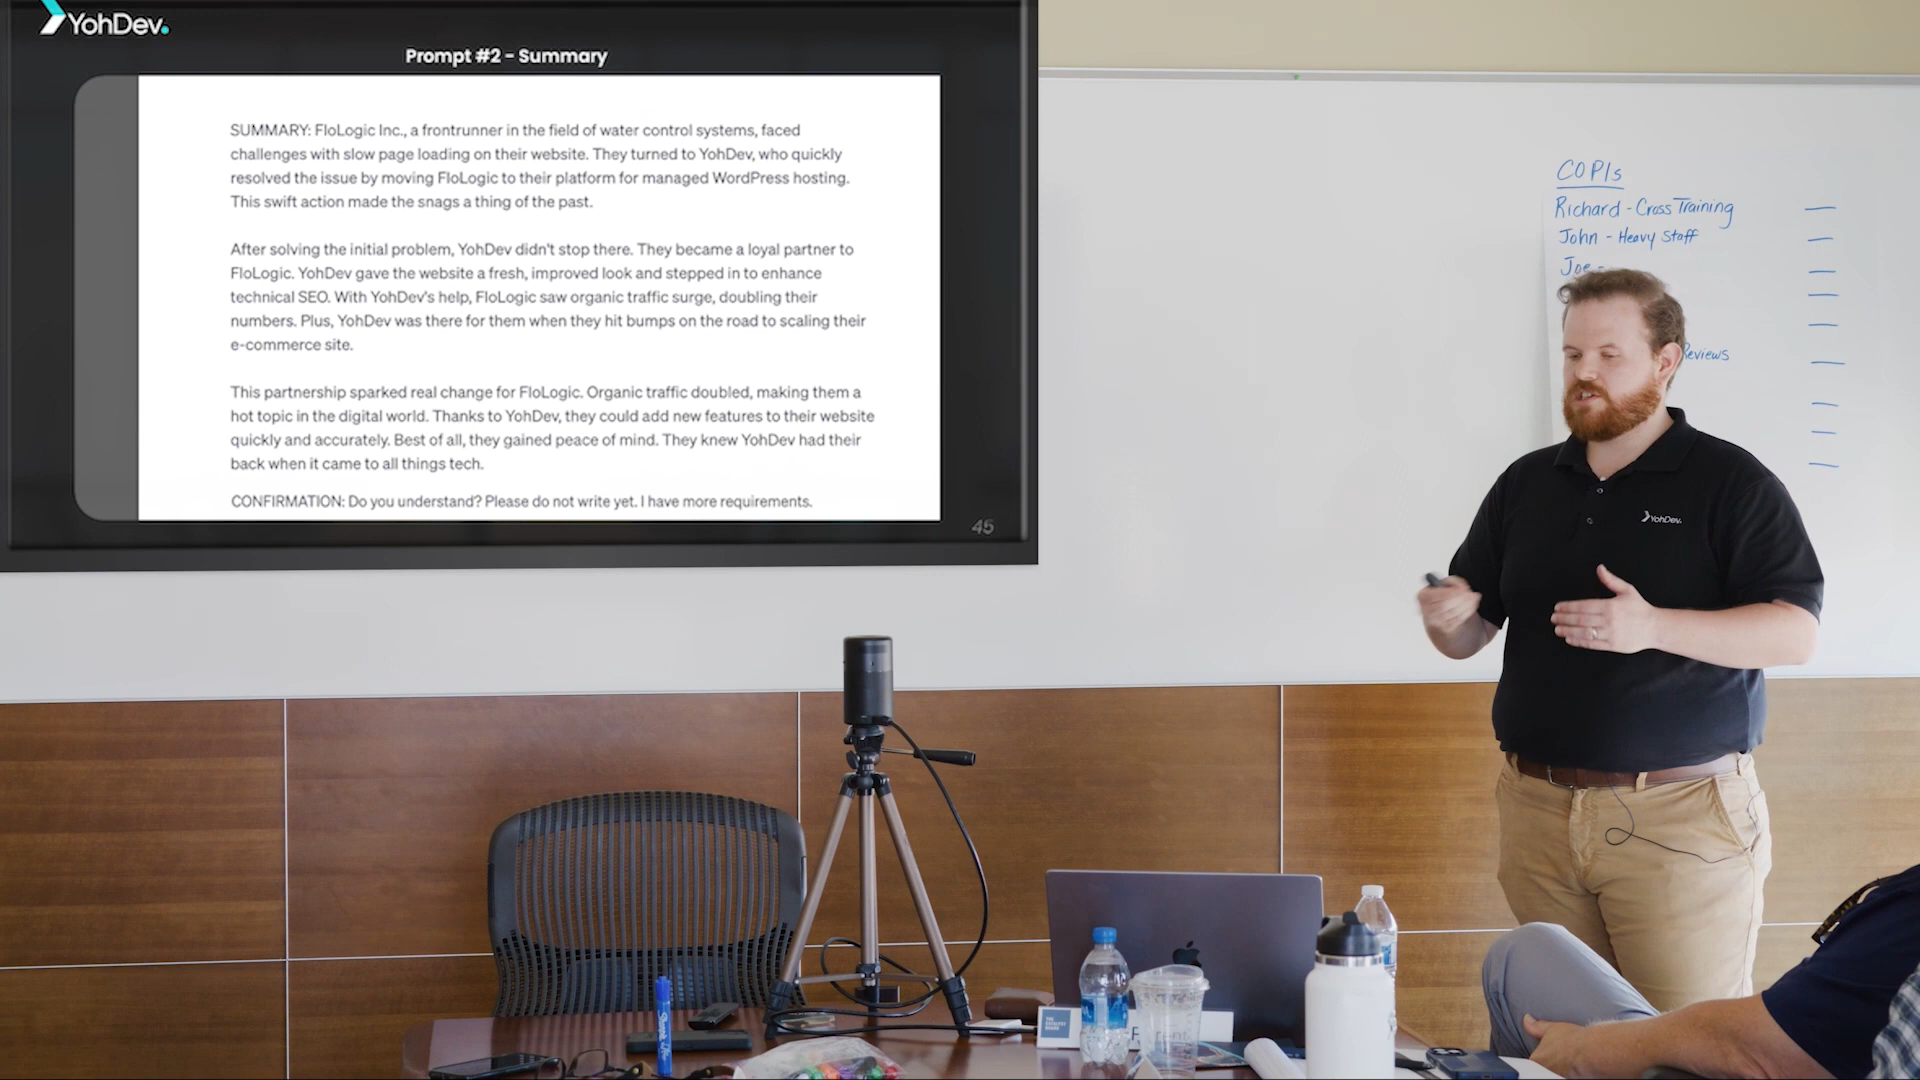 YohDev.
Prompt #2 - Summary
SUMMARY: FloLogic Inc., a frontrunner in the field of water control systems, faced
challenges with slow page loading on their website. They turned to YohDev, who quickly
resolved the issue by moving FloLogic to their platform for managed WordPress hosting.
This swift action made the snags a thing of the past.
After solving the initial problem, YohDev didn't stop there. They became a loyal partner to
FloLogic. YohDev gave the website a fresh, improved look and stepped in to enhance
technical SEO. With YohDev's help, FloLogic saw organic traffic surge, doubling their
numbers. Plus, YohDev was there for them when they hit bumps on the road to scaling their
e-commerce site.
This partnership sparked real change for FloLogic. Organic traffic doubled, making them a
hot topic in the digital world. Thanks to YohDev, they could add new features to their website
quickly and accurately. Best of all, they gained peace of mind. They knew YohDev had their
back when it came to all things tech.
CONFIRMATION: Do you understand? Please do not write yet. I have more requirements.
45
COPIs
Richard - Cross Training
John - Heavy Staff
Joe -
Reviews
YohDev.
THE
CATALYST